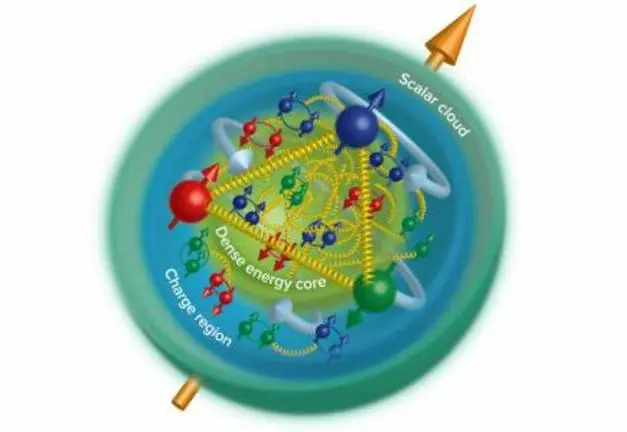 Scalar cloud
Dense energy core
Charge region